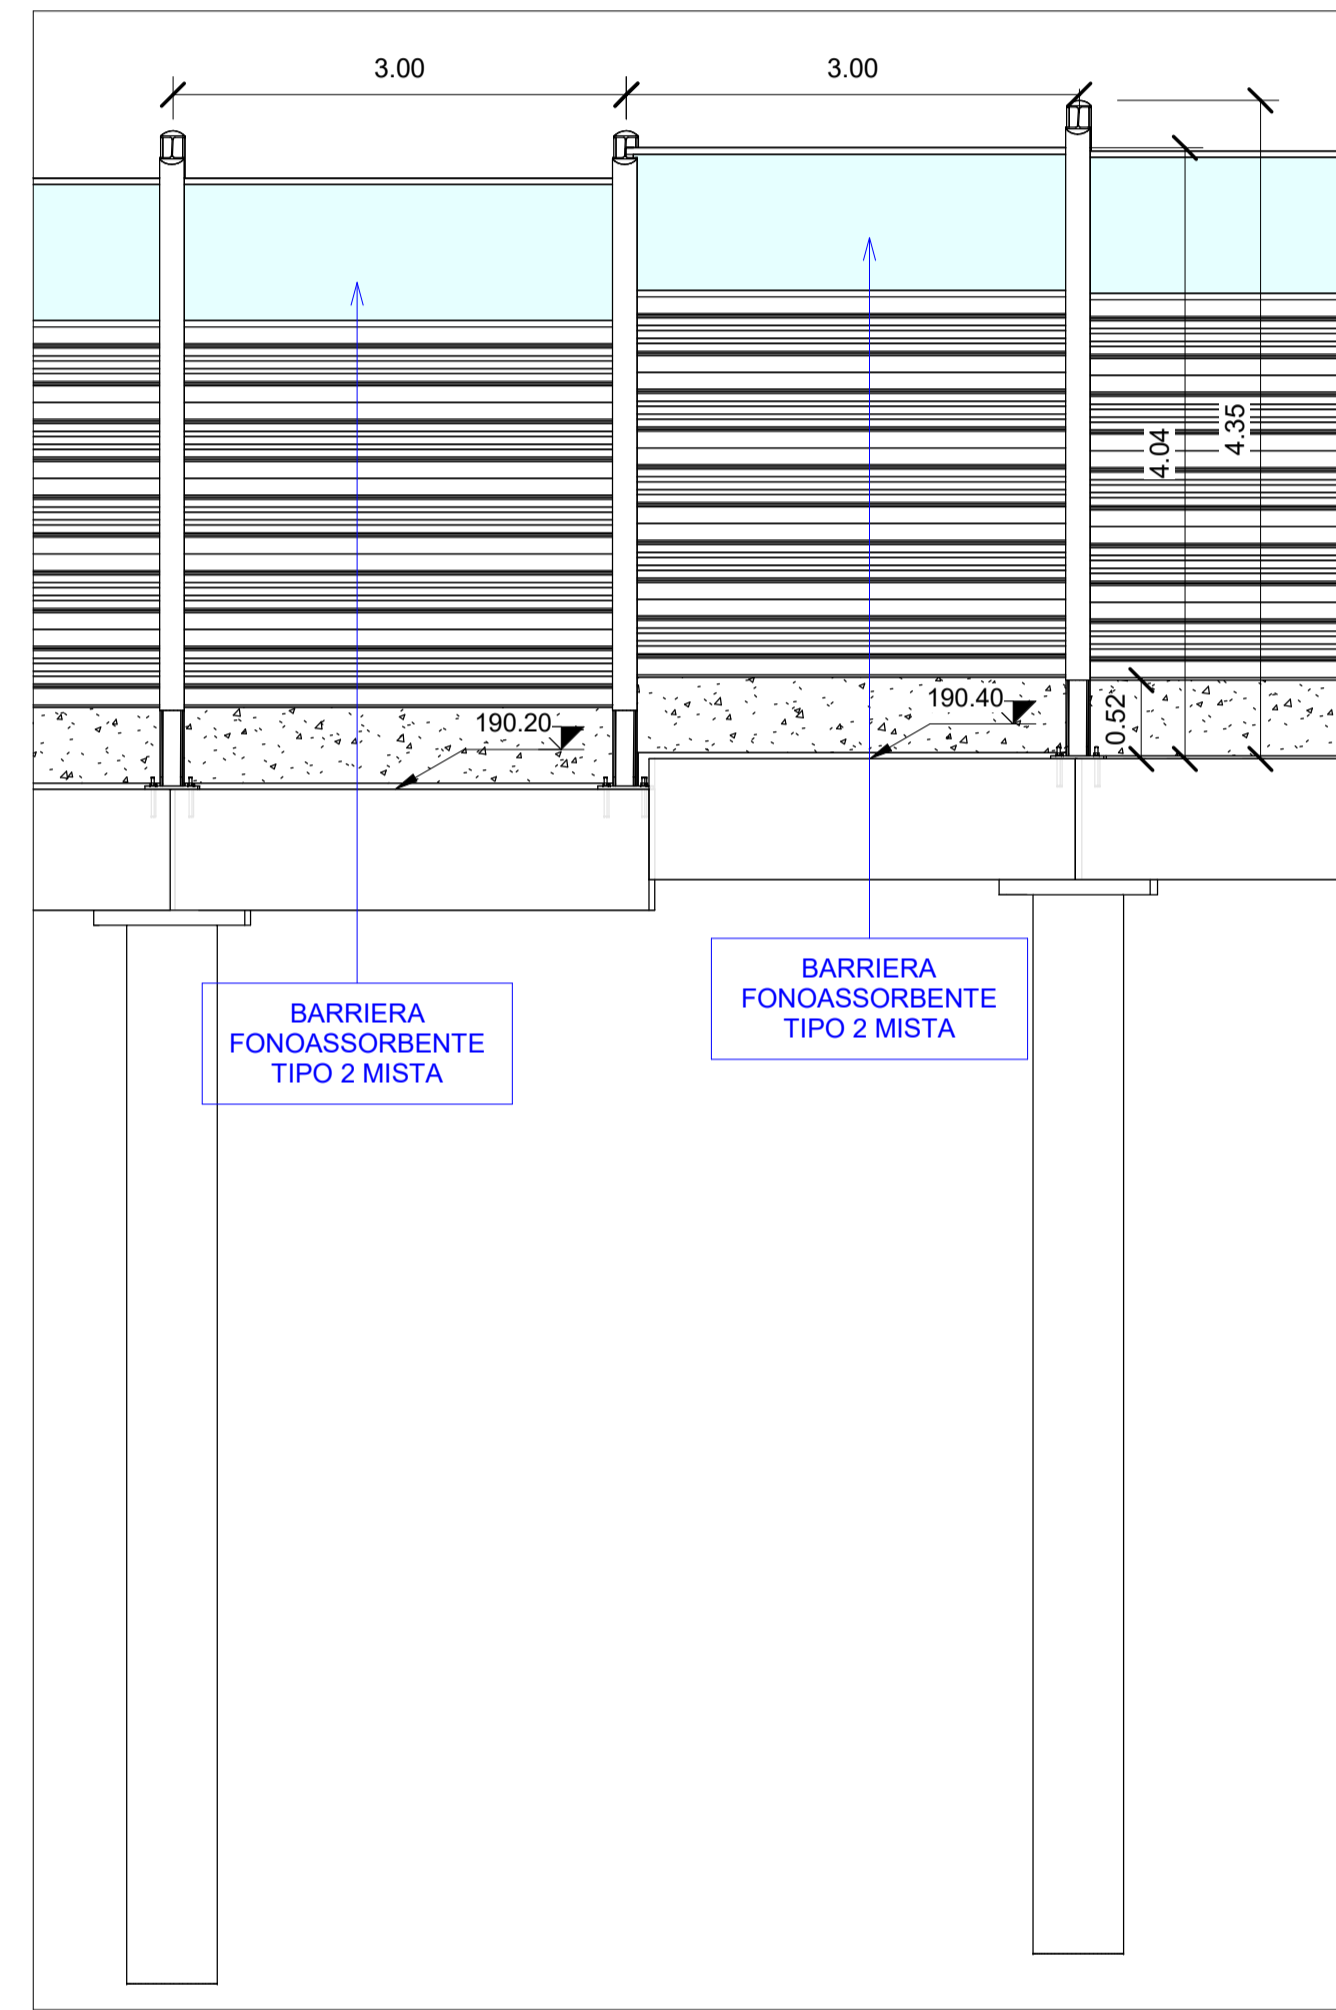 3.00
3.00
4.04
4.35
0.52
190.20
190.40
BARRIERA
FONOASSORBENTE
TIPO 2 MISTA
BARRIERA
FONOASSORBENTE
TIPO 2 MISTA